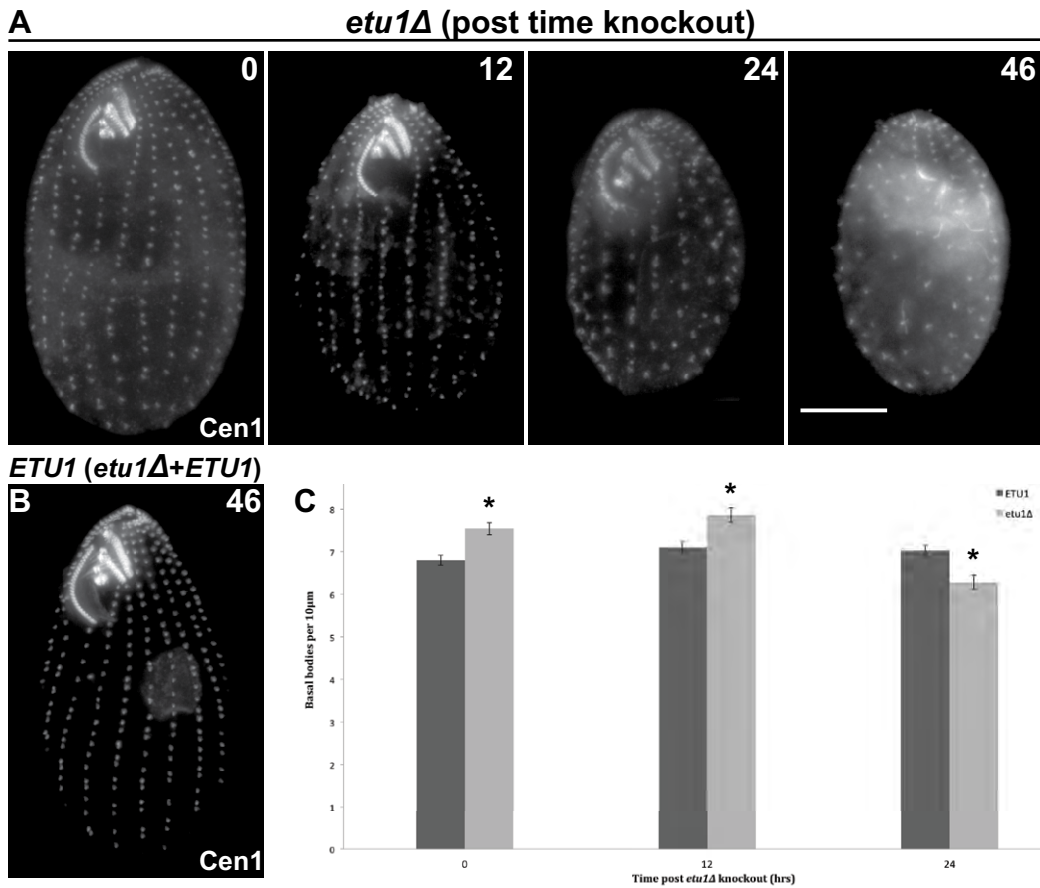 A etu1Δ (post time knockout)
0 12 24 46
Cen1
ETU1 (etu1Δ+ETU1)
B 46
Cen1
C
* * *
ETU1
etu1Δ
Basal bodies per 10μm
8
7
6
5
4
3
2
1
0
0 12 24
Time post etu1Δ knockout (hrs)